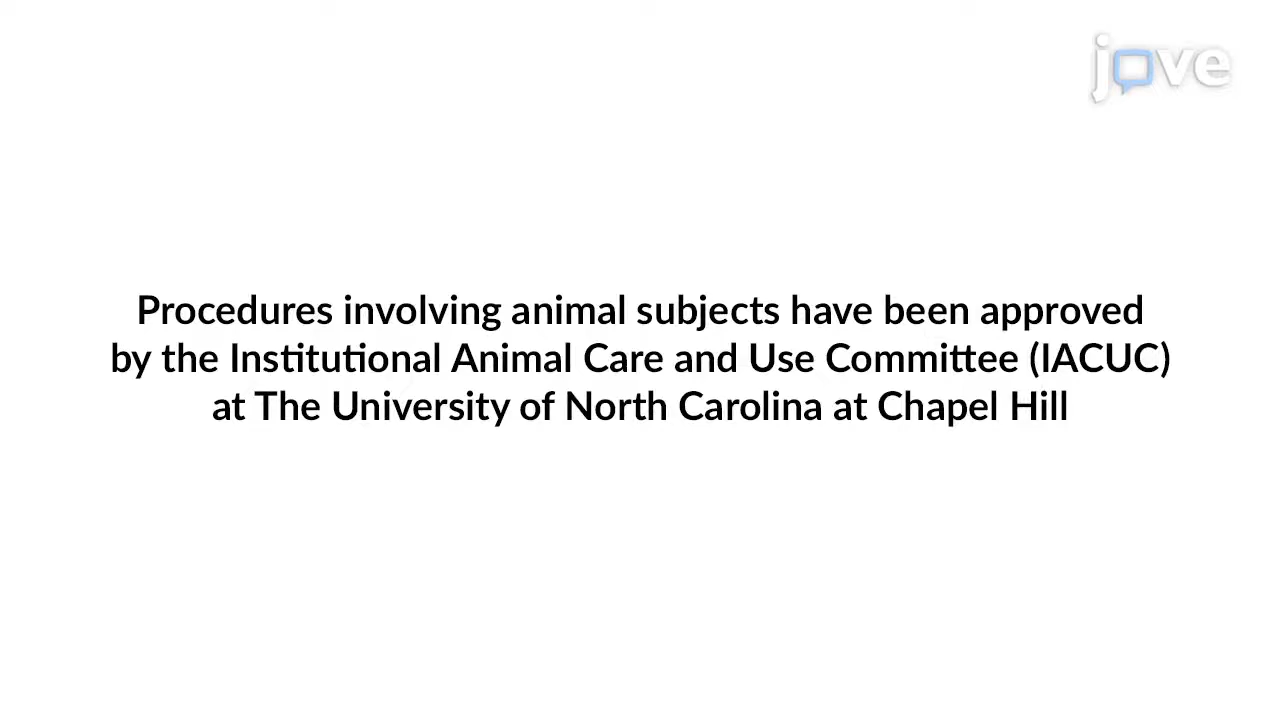 jove
Procedures involving animal subjects have been approved
by the Institutional Animal Care and Use Committee (IACUC)
at The University of North Carolina at Chapel Hill